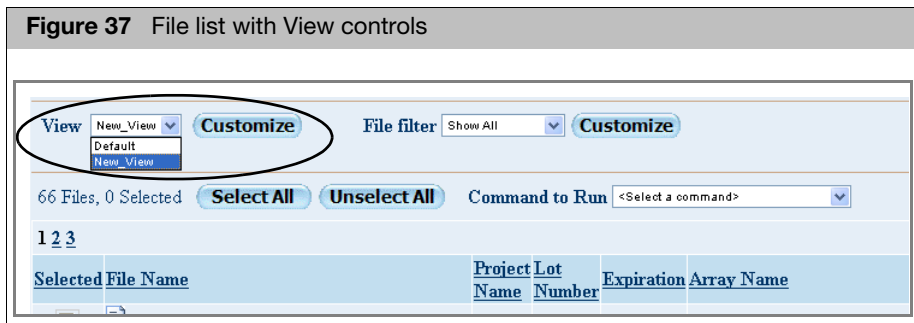 Figure 37 File list with View controls
View New_View Customize File filter Show All Customize
Default
New_View
66 Files, 0 Selected Select All Unselect All Command to Run <Select a command>
1 2 3
Selected File Name Project Name Lot Number Expiration Array Name